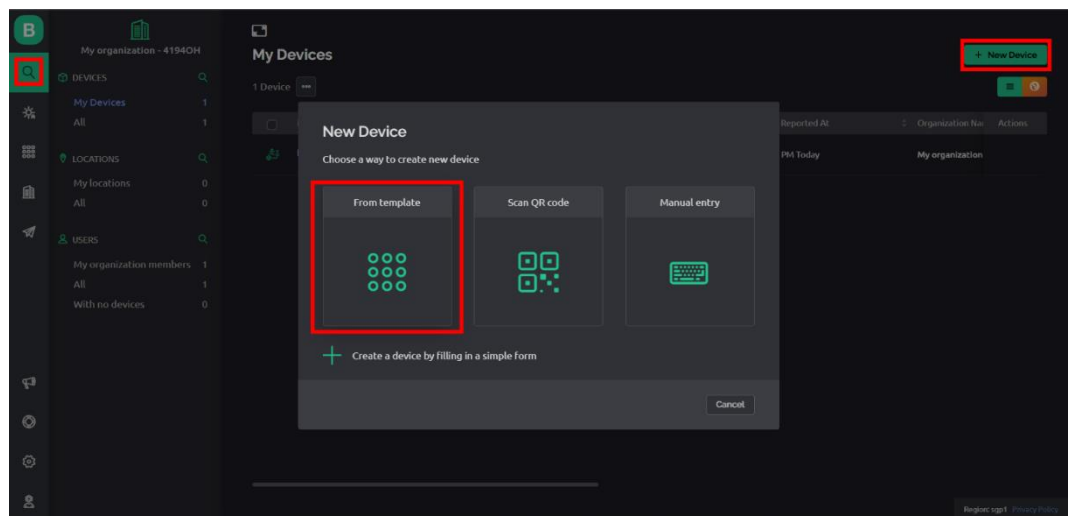 B
My organization - 4194OH
DEVICES
My Devices 1
All 1
LOCATIONS
My locations 0
All 0
USERS
My organization members 1
All 1
With no devices 0
My Devices
+ New Device
1 Device
Reported At
Organization Na
Actions
PM Today
My organization
New Device
Choose a way to create new device
From template
Scan QR code
Manual entry
Create a device by filling in a simple form
Cancel
Region: sgp1 Privacy Policy